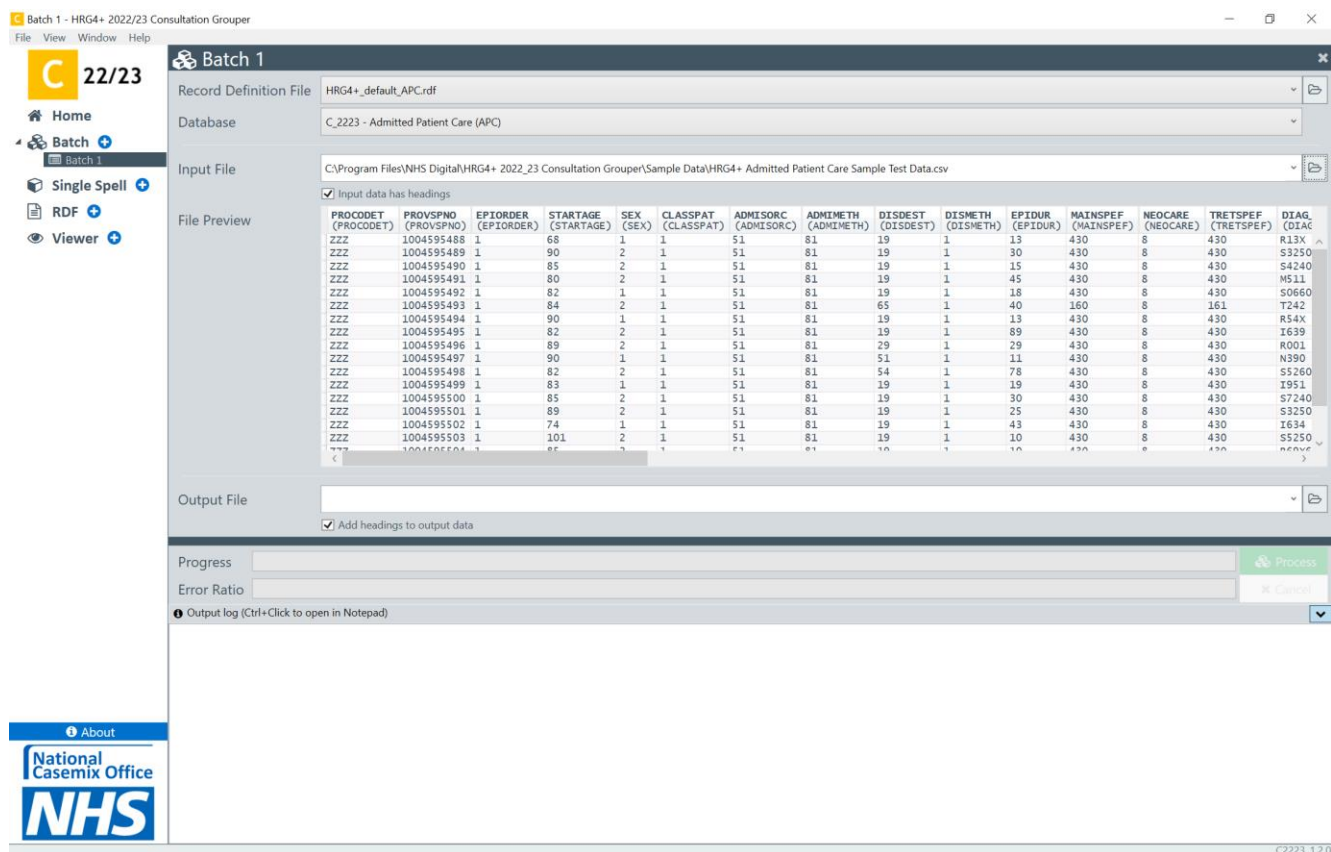 Batch 1 - HRG4+ 2022/23 Consultation Grouper
File View Window Help
C 22/23
Home
Batch
Batch 1
Single Spell
RDF
Viewer
Batch 1
Record Definition File HRG4+_default_APC.rdf
Database C_2223 - Admitted Patient Care (APC)
Input File C:\Program Files\NHS Digital\HRG4+ 2022_23 Consultation Grouper\Sample Data\HRG4+ Admitted Patient Care Sample Test Data.csv
Input data has headings
File Preview
PROCODET PROVSPNO EPIORDER STARTAGE SEX CLASSPAT ADMISORC ADMIMETH DISDEST DISMETH EPIDUR MAINSPEF NEOCARE TRETSPEF DIAG_
(PROCODET) (PROVSPNO) (EPIORDER) (STARTAGE) (SEX) (CLASSPAT) (ADMISORC) (ADMIMETH) (DISDEST) (DISMETH) (EPIDUR) (MAINSPEF) (NEOCARE) (TRETSPEF) (DIAG
ZZZ 1004595488 1 68 1 1 51 81 19 1 13 430 8 430 R13X
ZZZ 1004595489 1 90 2 1 51 81 19 1 30 430 8 430 S3250
ZZZ 1004595490 1 85 2 1 51 81 19 1 15 430 8 430 S4240
ZZZ 1004595491 1 80 2 1 51 81 19 1 45 430 8 430 M511
ZZZ 1004595492 1 82 1 1 51 81 19 1 18 430 8 430 S0660
ZZZ 1004595493 1 84 2 1 51 81 65 1 40 160 8 161 T242
ZZZ 1004595494 1 90 1 1 51 81 19 1 13 430 8 430 R54X
ZZZ 1004595495 1 82 2 1 51 81 19 1 89 430 8 430 I639
ZZZ 1004595496 1 89 2 1 51 81 29 1 29 430 8 430 R001
ZZZ 1004595497 1 90 1 1 51 81 51 1 11 430 8 430 N390
ZZZ 1004595498 1 82 2 1 51 81 54 1 78 430 8 430 S5260
ZZZ 1004595499 1 83 1 1 51 81 19 1 19 430 8 430 I951
ZZZ 1004595500 1 85 2 1 51 81 19 1 30 430 8 430 S7240
ZZZ 1004595501 1 89 2 1 51 81 19 1 25 430 8 430 S3250
ZZZ 1004595502 1 74 1 1 51 81 19 1 43 430 8 430 I634
ZZZ 1004595503 1 101 2 1 51 81 19 1 10 430 8 430 S5250
Output File
Add headings to output data
Progress Process
Error Ratio Cancel
Output log (Ctrl+Click to open in Notepad)
About
National
Casemix Office
NHS
C2223_1.2.0